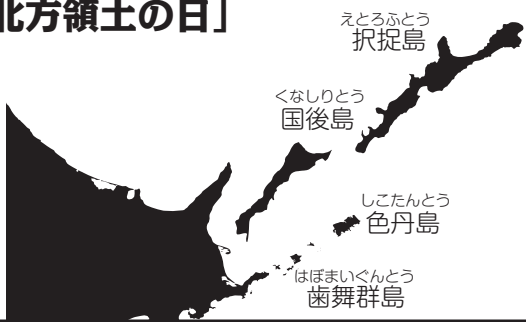 北方領土の日」
えとろふとう
択捉島
くなしりとう
国後島
しこたんとう
色丹島
はぼまいぐんとう
歯舞群島